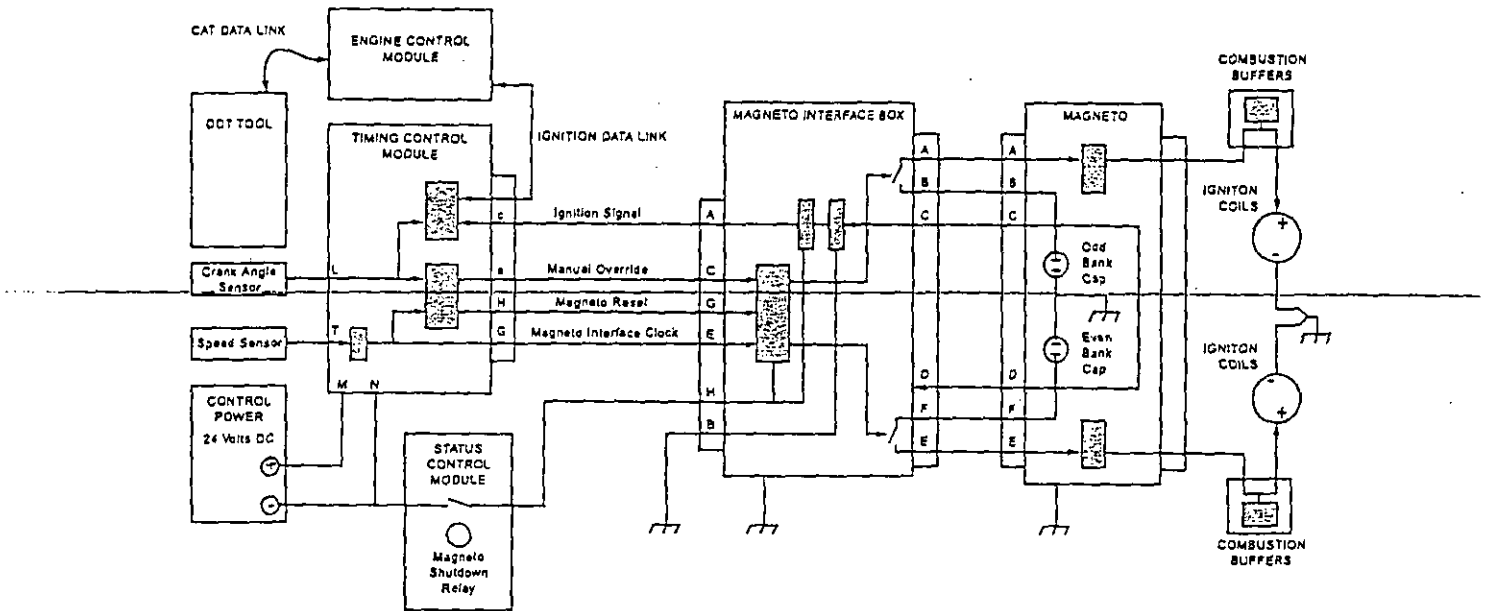 CAT DATA LINK
ENGINE CONTROL
MODULE
DDT TOOL
TIMING CONTROL
MODULE
IGNITION DATA LINK
MAGNETO INTERFACE BOX
MAGNETO
COMBUSTION
BUFFERS
IGNITON
COILS
c
Ignition Signal
A
A
B
C
A
B
C
Crank Angle
Sensor
L
e
Manual Override
C
H
Magneto Reset
G
Odd
Bank
Cap
Speed Sensor
T
G
Magneto Interface Clock
E
Even
Bank
Cap
IGNITON
COILS
M
N
H
B
D
F
E
D
F
E
CONTROL
POWER
24 Volts DC
+
-
STATUS
CONTROL
MODULE
Magneto
Shutdown
Relay
+
-
-
+
COMBUSTION
BUFFERS